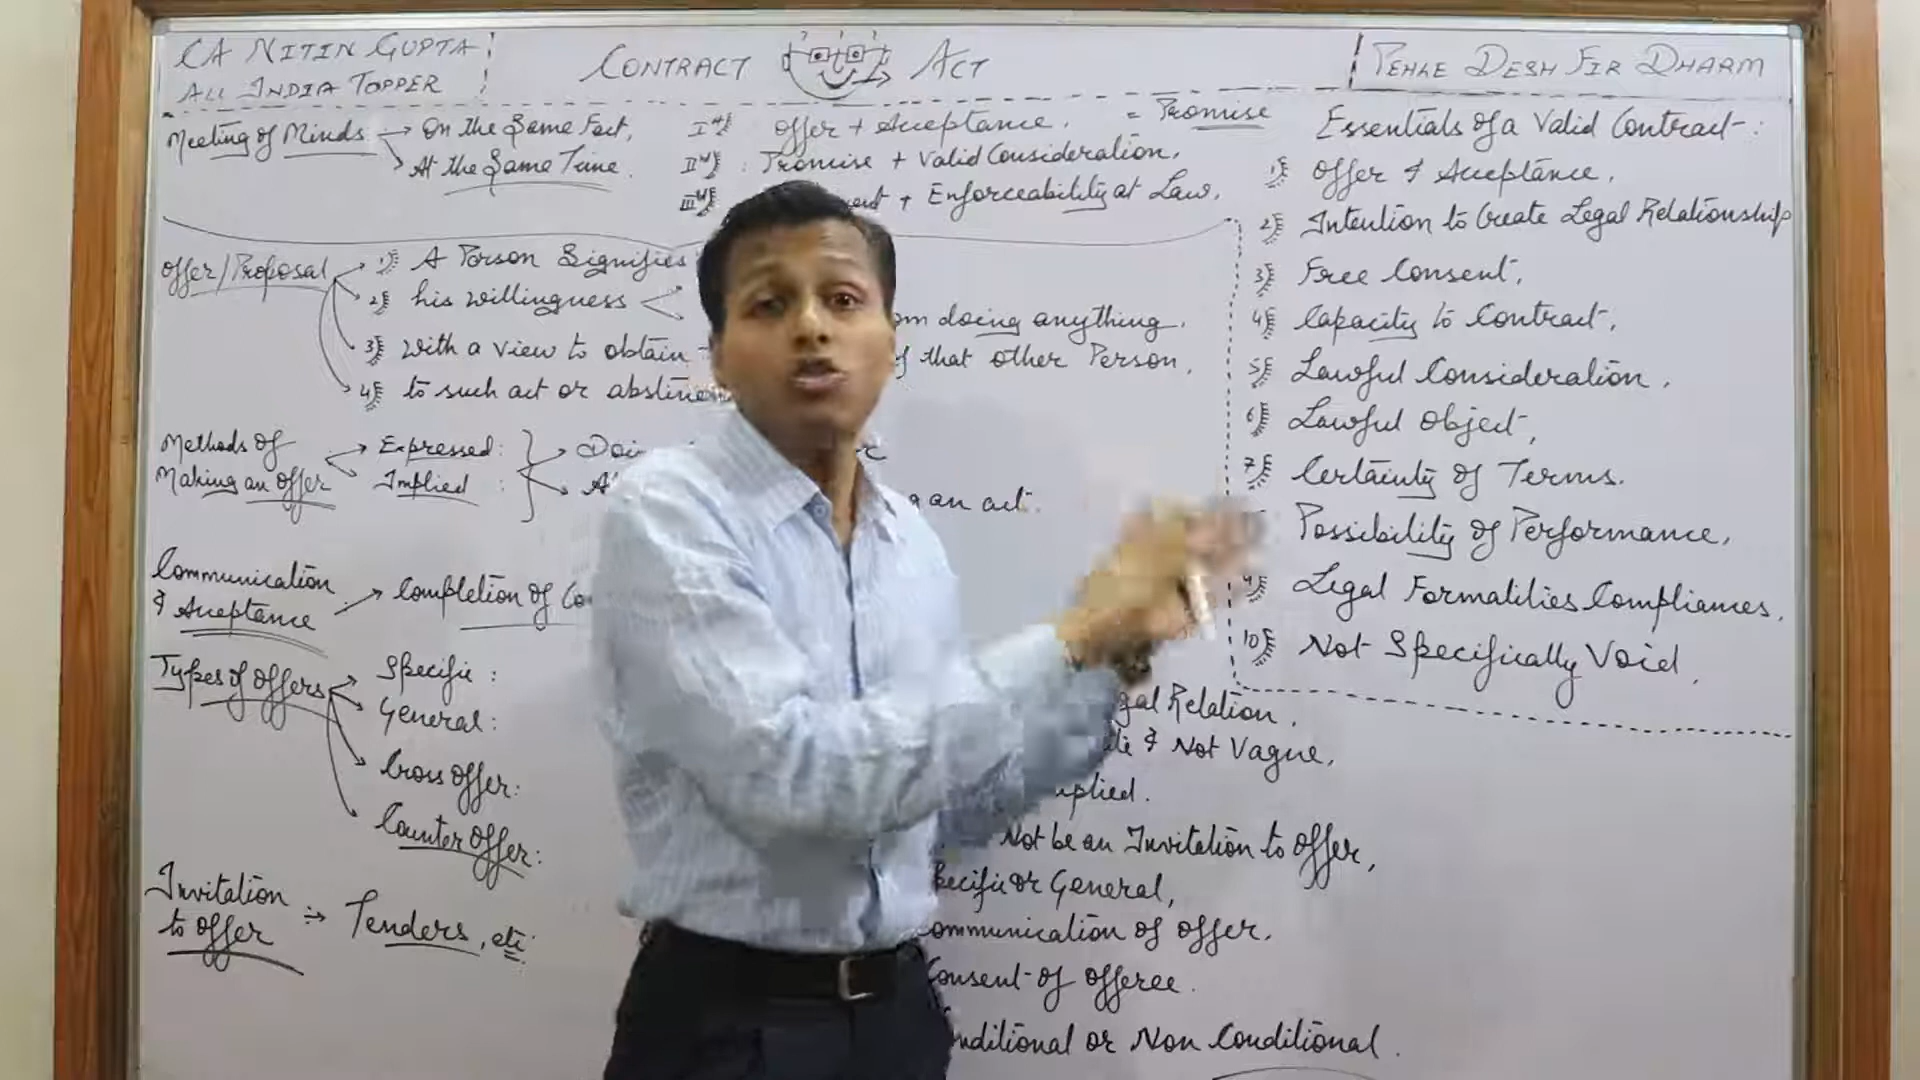 CA NITIN GUPTA
ALL INDIA TOPPER
CONTRACT ACT
PEHLE DESH FIR DHARM
Meeting of Minds → On the Same Fact,
→ At the Same Time.
Ist) Offer + Acceptance. = Promise
IInd) : Promise + Valid Consideration.
IIIrd) + Enforceability at Law.
Offer/Proposal → 1) A Person Signifies
2) his willingness
doing anything.
3) With a view to obtain that other Person.
4) to such act or
Methods of Making an Offer → Expressed:
→ Implied :
an act.
Communication & Acceptance → Completion of
Types of Offers → Specific :
General :
Cross Offer :
Counter Offer :
Invitation to Offer → Tenders, etc.
Essentials of a Valid Contract :
1) Offer & Acceptance.
2) Intention to Create Legal Relationship
3) Free Consent.
4) Capacity to Contract.
5) Lawful Consideration.
6) Lawful Object,
7) Certainty of Terms.
Possibility of Performance.
9) Legal Formalities Compliances.
10) Not Specifically Void.
Relation.
& Not Vague,
Not be an Invitation to Offer,
or General,
of Offer.
Consent of Offeree.
or Non Conditional.